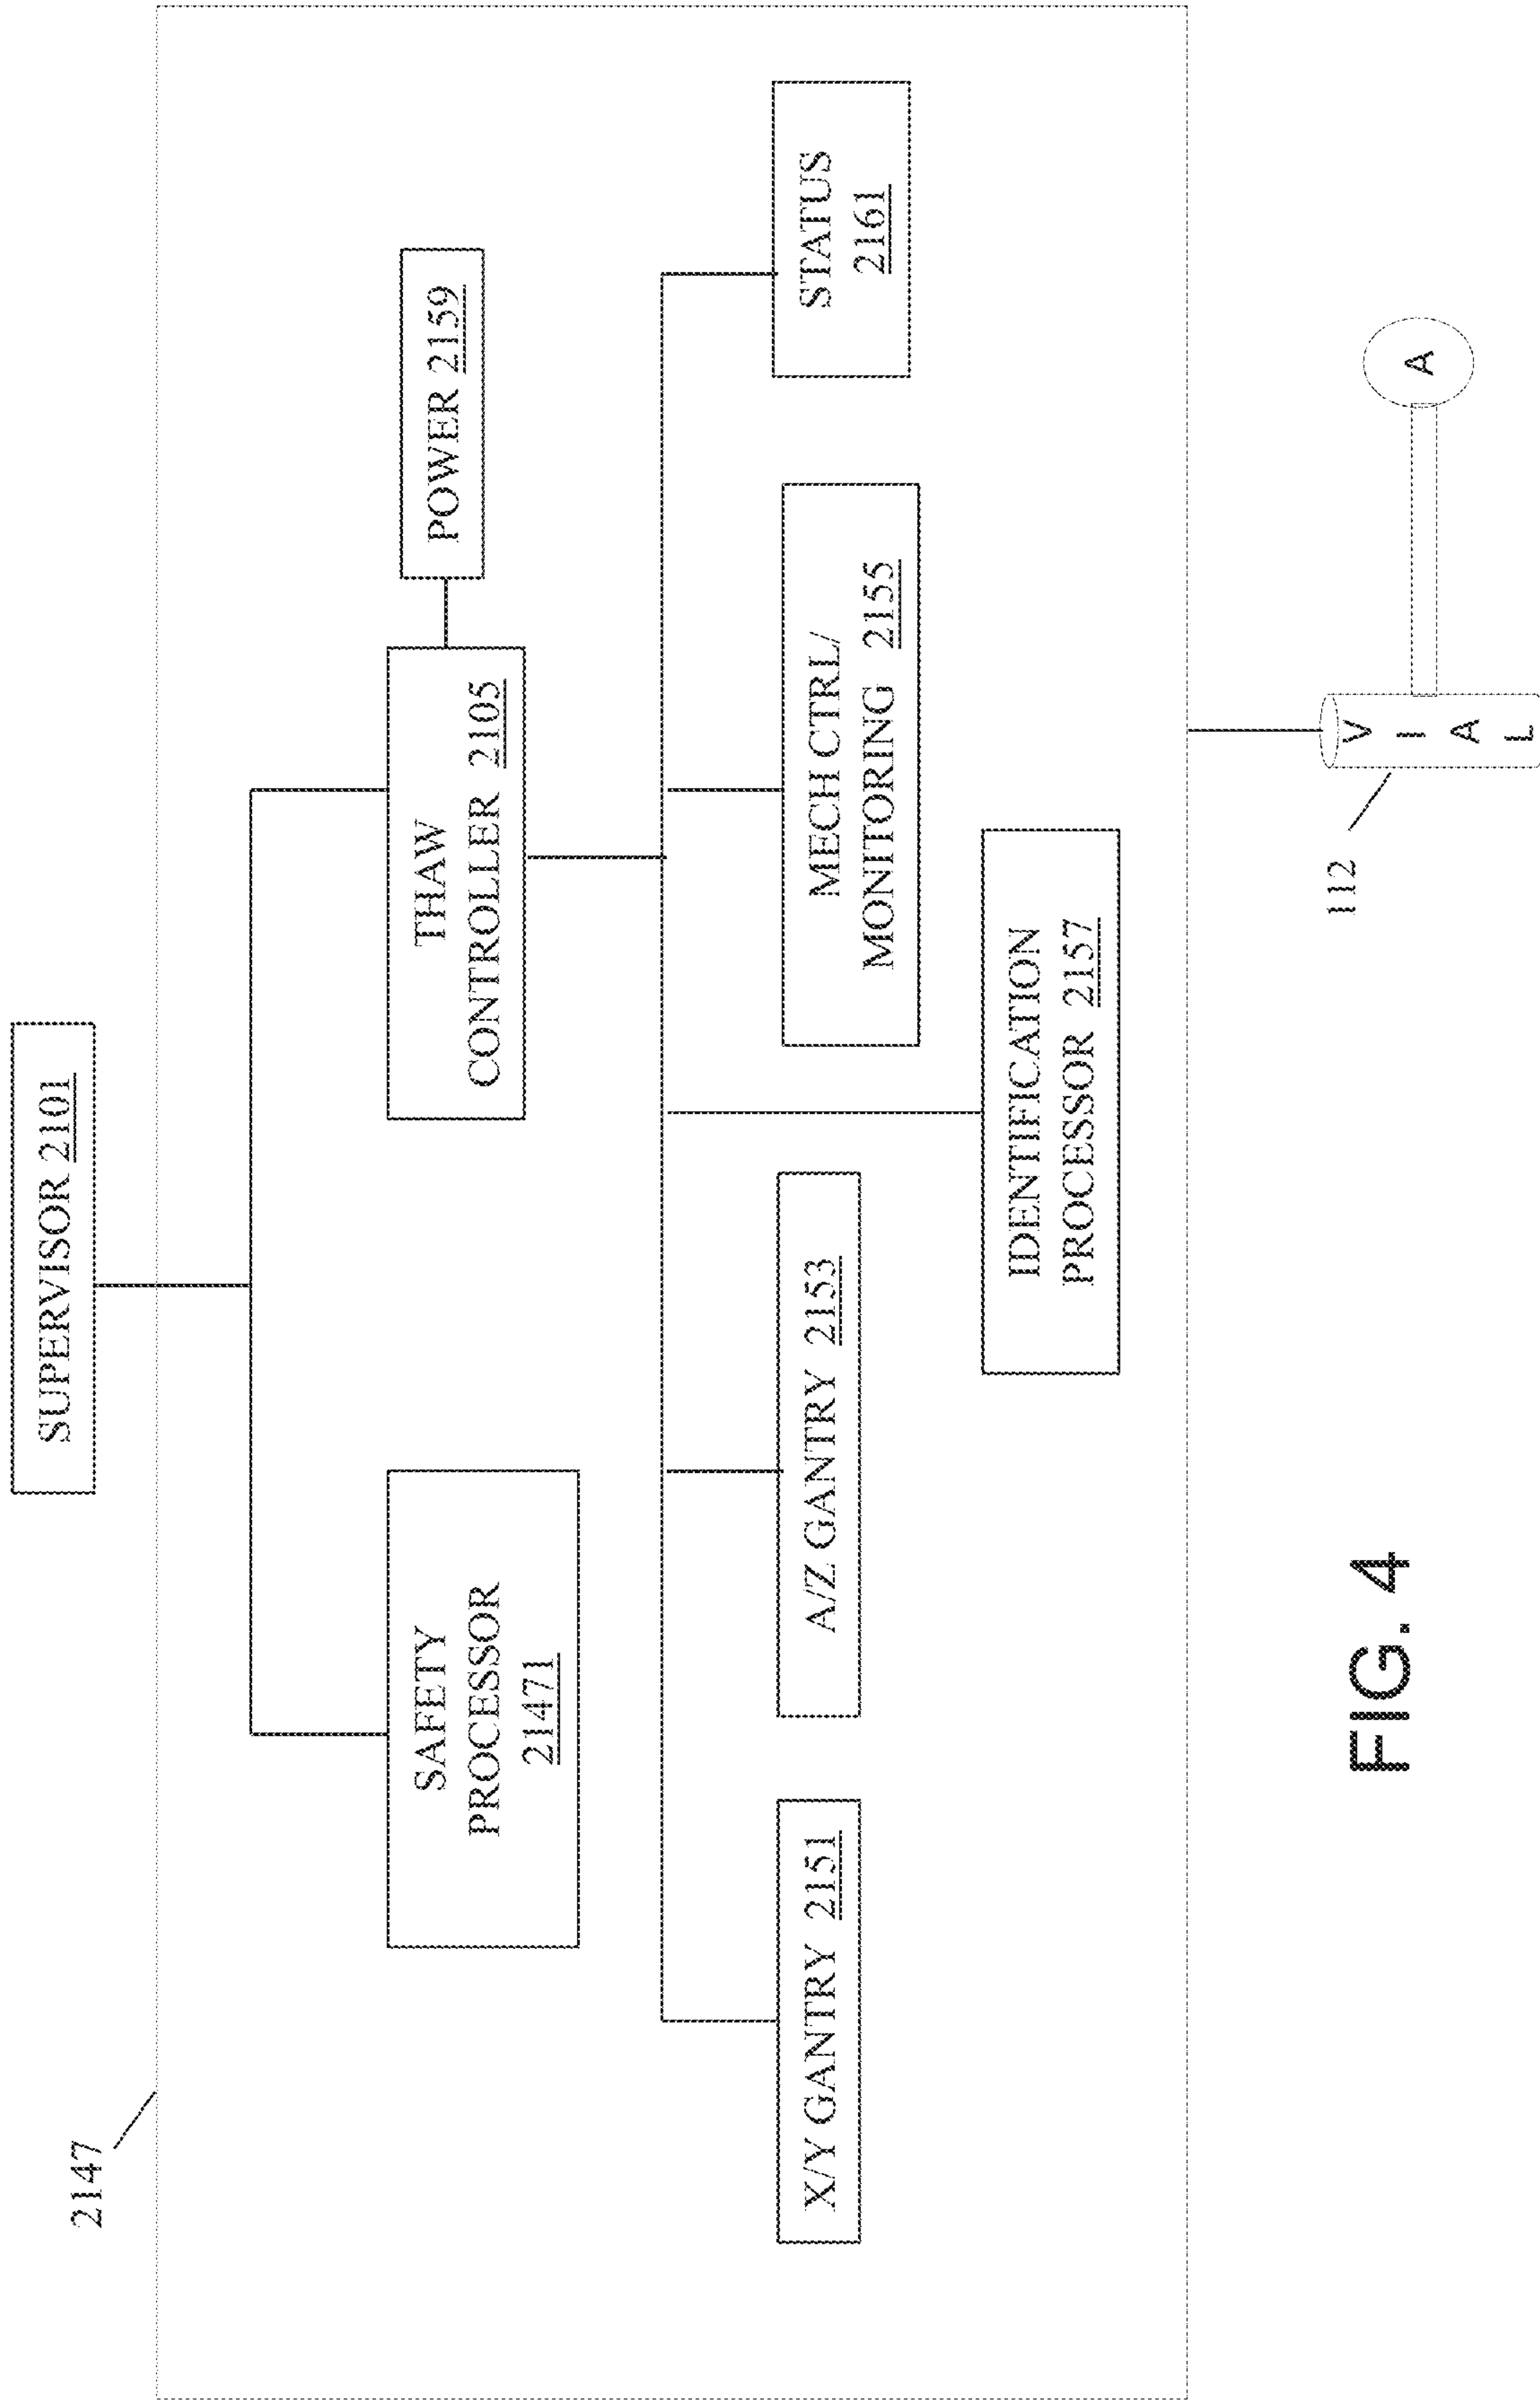 SUPERVISOR 2101
2147
SAFETY
PROCESSOR
21471
THAW
CONTROLLER 2105
POWER 2159
X/Y GANTRY 2151
A/Z GANTRY 2153
MECH CTRL/
MONITORING 2155
STATUS
2161
IDENTIFICATION
PROCESSOR 2157
112
VIAL
A
FIG. 4